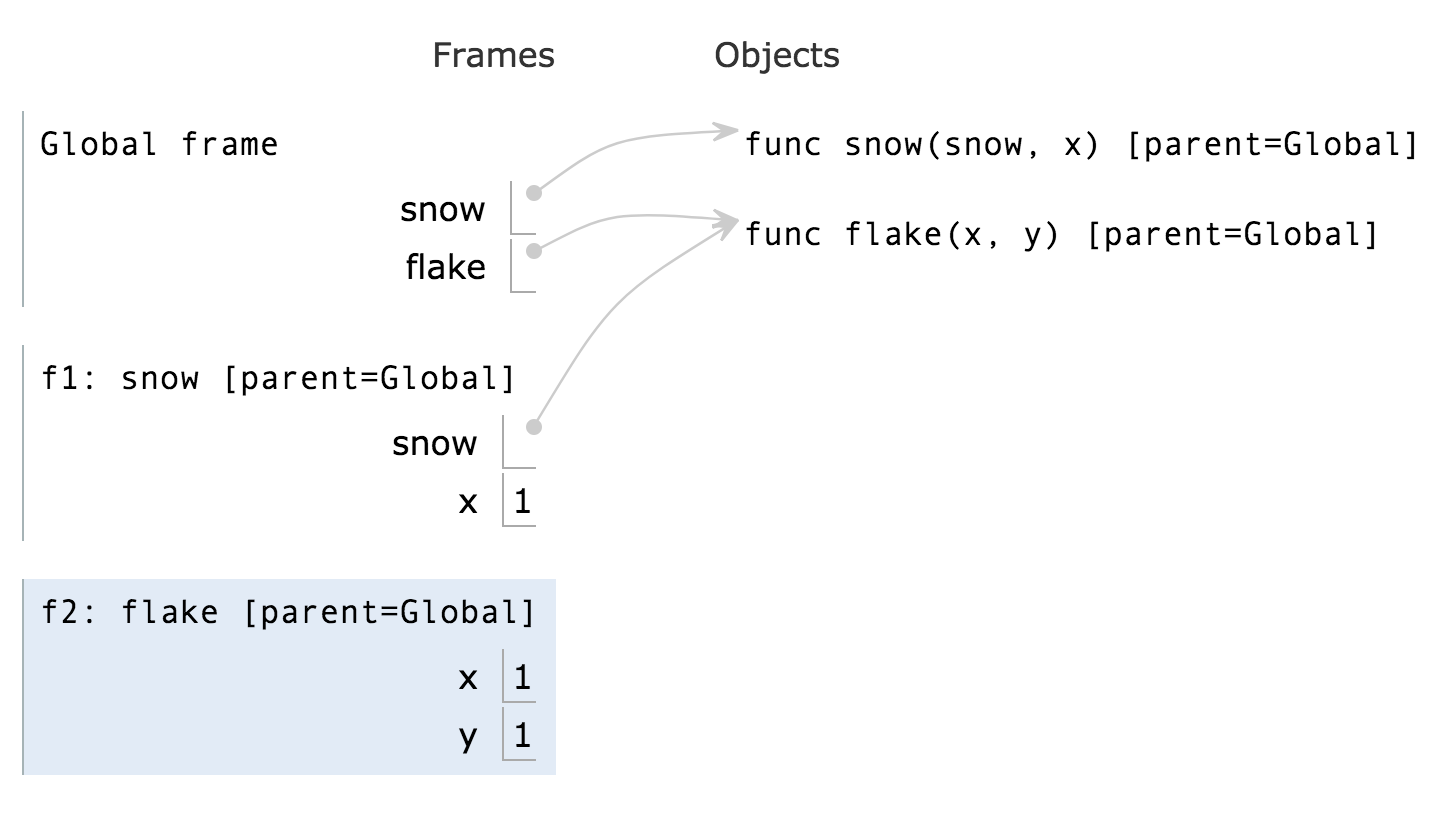 Frames Objects
Global frame
func snow(snow, x) [parent=Global]
snow
func flake(x, y) [parent=Global]
flake
f1: snow [parent=Global]
snow
x 1
f2: flake [parent=Global]
x 1
y 1